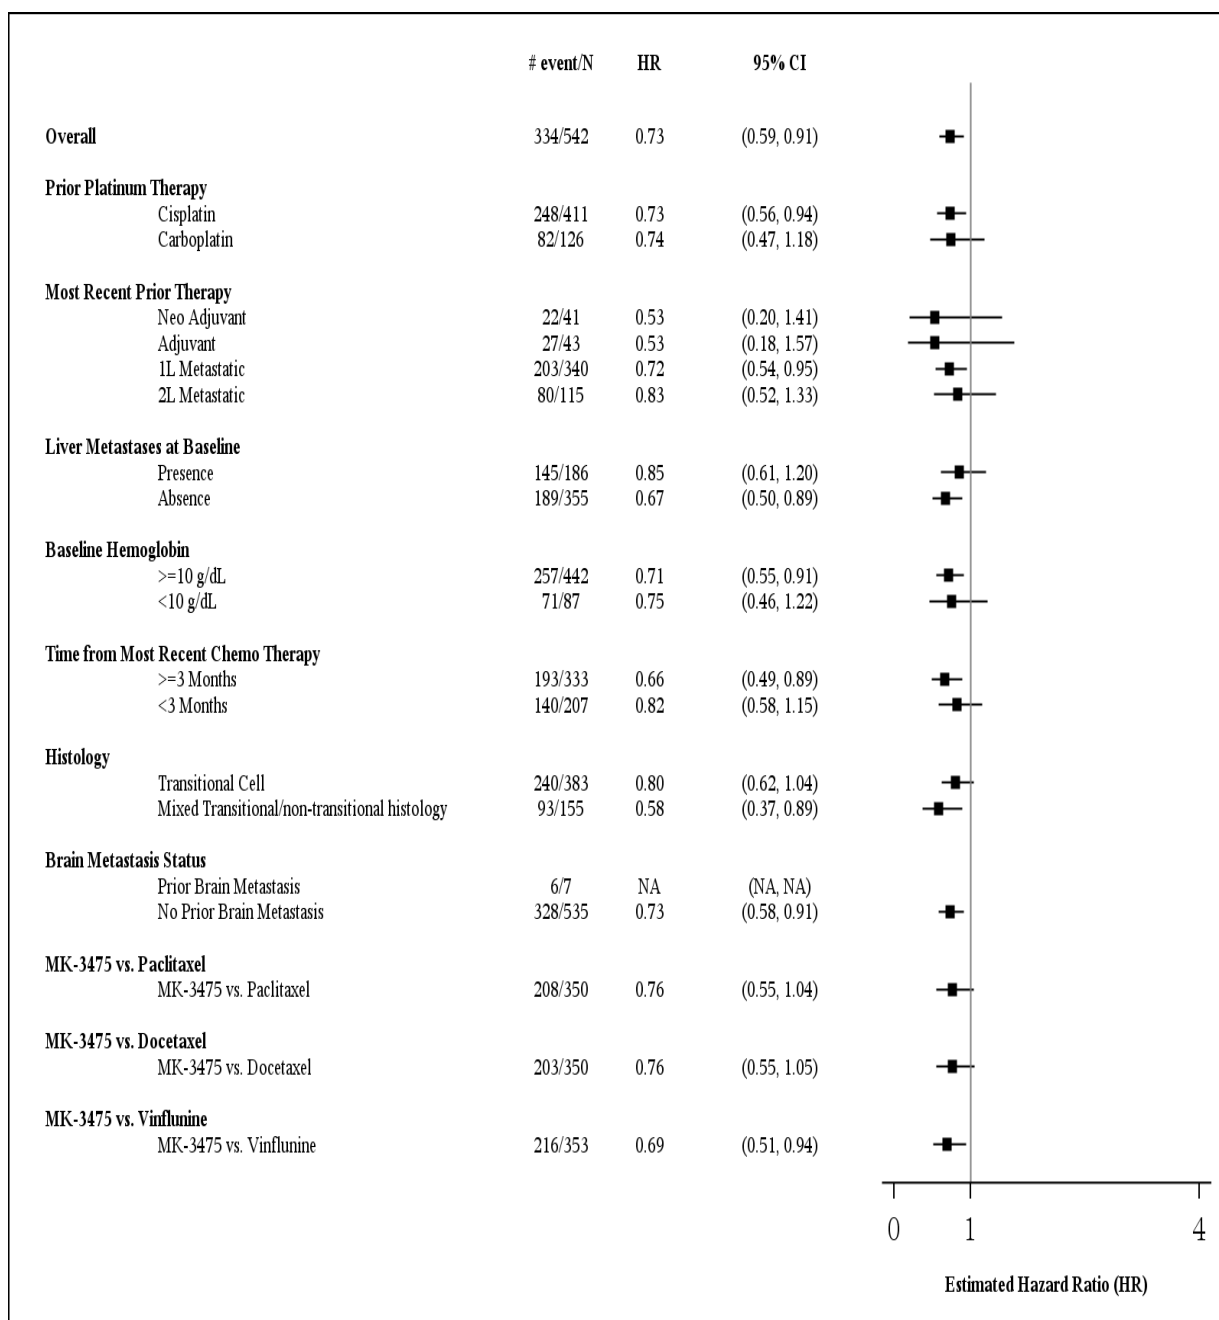 # event/N HR 95% CI
Overall 334/542 0.73 (0.59, 0.91)
Prior Platinum Therapy
Cisplatin 248/411 0.73 (0.56, 0.94)
Carboplatin 82/126 0.74 (0.47, 1.18)
Most Recent Prior Therapy
Neo Adjuvant 22/41 0.53 (0.20, 1.41)
Adjuvant 27/43 0.53 (0.18, 1.57)
1L Metastatic 203/340 0.72 (0.54, 0.95)
2L Metastatic 80/115 0.83 (0.52, 1.33)
Liver Metastases at Baseline
Presence 145/186 0.85 (0.61, 1.20)
Absence 189/355 0.67 (0.50, 0.89)
Baseline Hemoglobin
>=10 g/dL 257/442 0.71 (0.55, 0.91)
<10 g/dL 71/87 0.75 (0.46, 1.22)
Time from Most Recent Chemo Therapy
>=3 Months 193/333 0.66 (0.49, 0.89)
<3 Months 140/207 0.82 (0.58, 1.15)
Histology
Transitional Cell 240/383 0.80 (0.62, 1.04)
Mixed Transitional/non-transitional histology 93/155 0.58 (0.37, 0.89)
Brain Metastasis Status
Prior Brain Metastasis 6/7 NA (NA, NA)
No Prior Brain Metastasis 328/535 0.73 (0.58, 0.91)
MK-3475 vs. Paclitaxel
MK-3475 vs. Paclitaxel 208/350 0.76 (0.55, 1.04)
MK-3475 vs. Docetaxel
MK-3475 vs. Docetaxel 203/350 0.76 (0.55, 1.05)
MK-3475 vs. Vinflunine
MK-3475 vs. Vinflunine 216/353 0.69 (0.51, 0.94)
0 1 4
Estimated Hazard Ratio (HR)